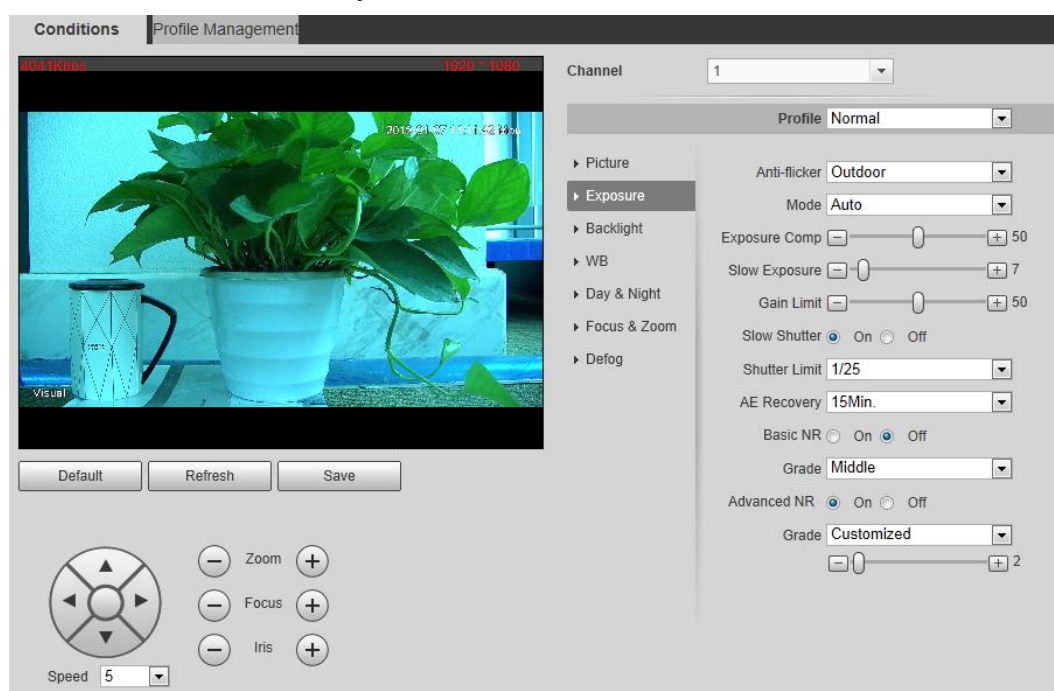 Conditions Profile Management
4041Kbps 1920 * 1080
Visual
Default Refresh Save
Zoom
Focus
Iris
Speed 5
Channel 1
Profile Normal
Picture
Exposure
Backlight
WB
Day & Night
Focus & Zoom
Defog
Anti-flicker Outdoor
Mode Auto
Exposure Comp 50
Slow Exposure 7
Gain Limit 50
Slow Shutter On Off
Shutter Limit 1/25
AE Recovery 15Min.
Basic NR On Off
Grade Middle
Advanced NR On Off
Grade Customized
2